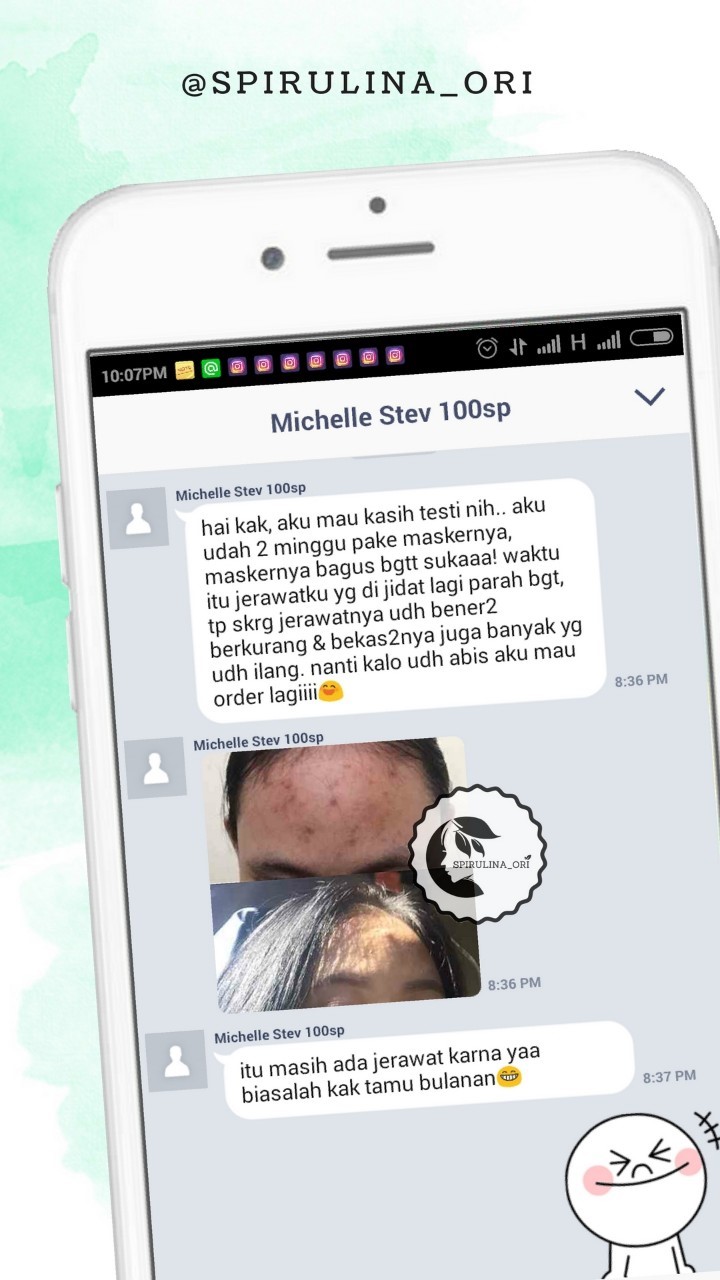 @SPIRULINA_ORI
10:07PM
H
Michelle Stev 100sp
Michelle Stev 100sp
hai kak, aku mau kasih testi nih.. aku
udah 2 minggu pake maskernya,
maskernya bagus bgtt sukaaa! waktu
itu jerawatku yg di jidat lagi parah bgt,
tp skrg jerawatnya udh bener2
berkurang & bekas2nya juga banyak yg
udh ilang. nanti kalo udh abis aku mau
order lagiiii😄
8:36 PM
Michelle Stev 100sp
SPIRULINA_ORI
8:36 PM
Michelle Stev 100sp
itu masih ada jerawat karna yaa
biasalah kak tamu bulanan😁
8:37 PM